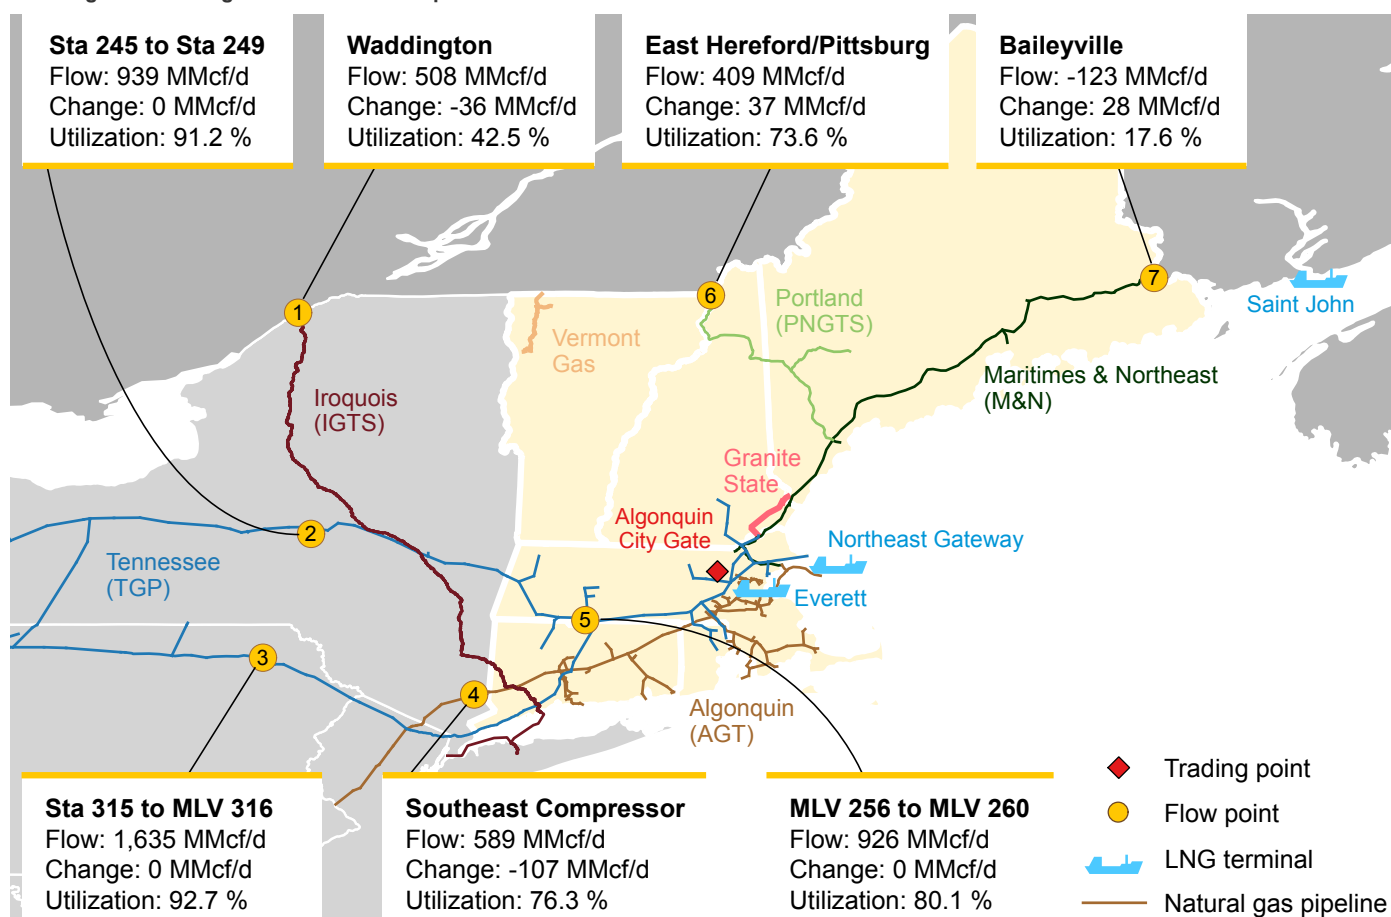 Sta 245 to Sta 249
Flow: 939 MMcf/d
Change: 0 MMcf/d
Utilization: 91.2 %
Waddington
Flow: 508 MMcf/d
Change: -36 MMcf/d
Utilization: 42.5 %
East Hereford/Pittsburg
Flow: 409 MMcf/d
Change: 37 MMcf/d
Utilization: 73.6 %
Baileyville
Flow: -123 MMcf/d
Change: 28 MMcf/d
Utilization: 17.6 %
1
6
7
Portland
(PNGTS)
Saint John
Vermont
Gas
Maritimes & Northeast
(M&N)
Iroquois
(IGTS)
Granite
State
Algonquin
City Gate
2
Northeast Gateway
Tennessee
(TGP)
Everett
5
3
4
Algonquin
(AGT)
Sta 315 to MLV 316
Flow: 1,635 MMcf/d
Change: 0 MMcf/d
Utilization: 92.7 %
Southeast Compressor
Flow: 589 MMcf/d
Change: -107 MMcf/d
Utilization: 76.3 %
MLV 256 to MLV 260
Flow: 926 MMcf/d
Change: 0 MMcf/d
Utilization: 80.1 %
Trading point
Flow point
LNG terminal
Natural gas pipeline